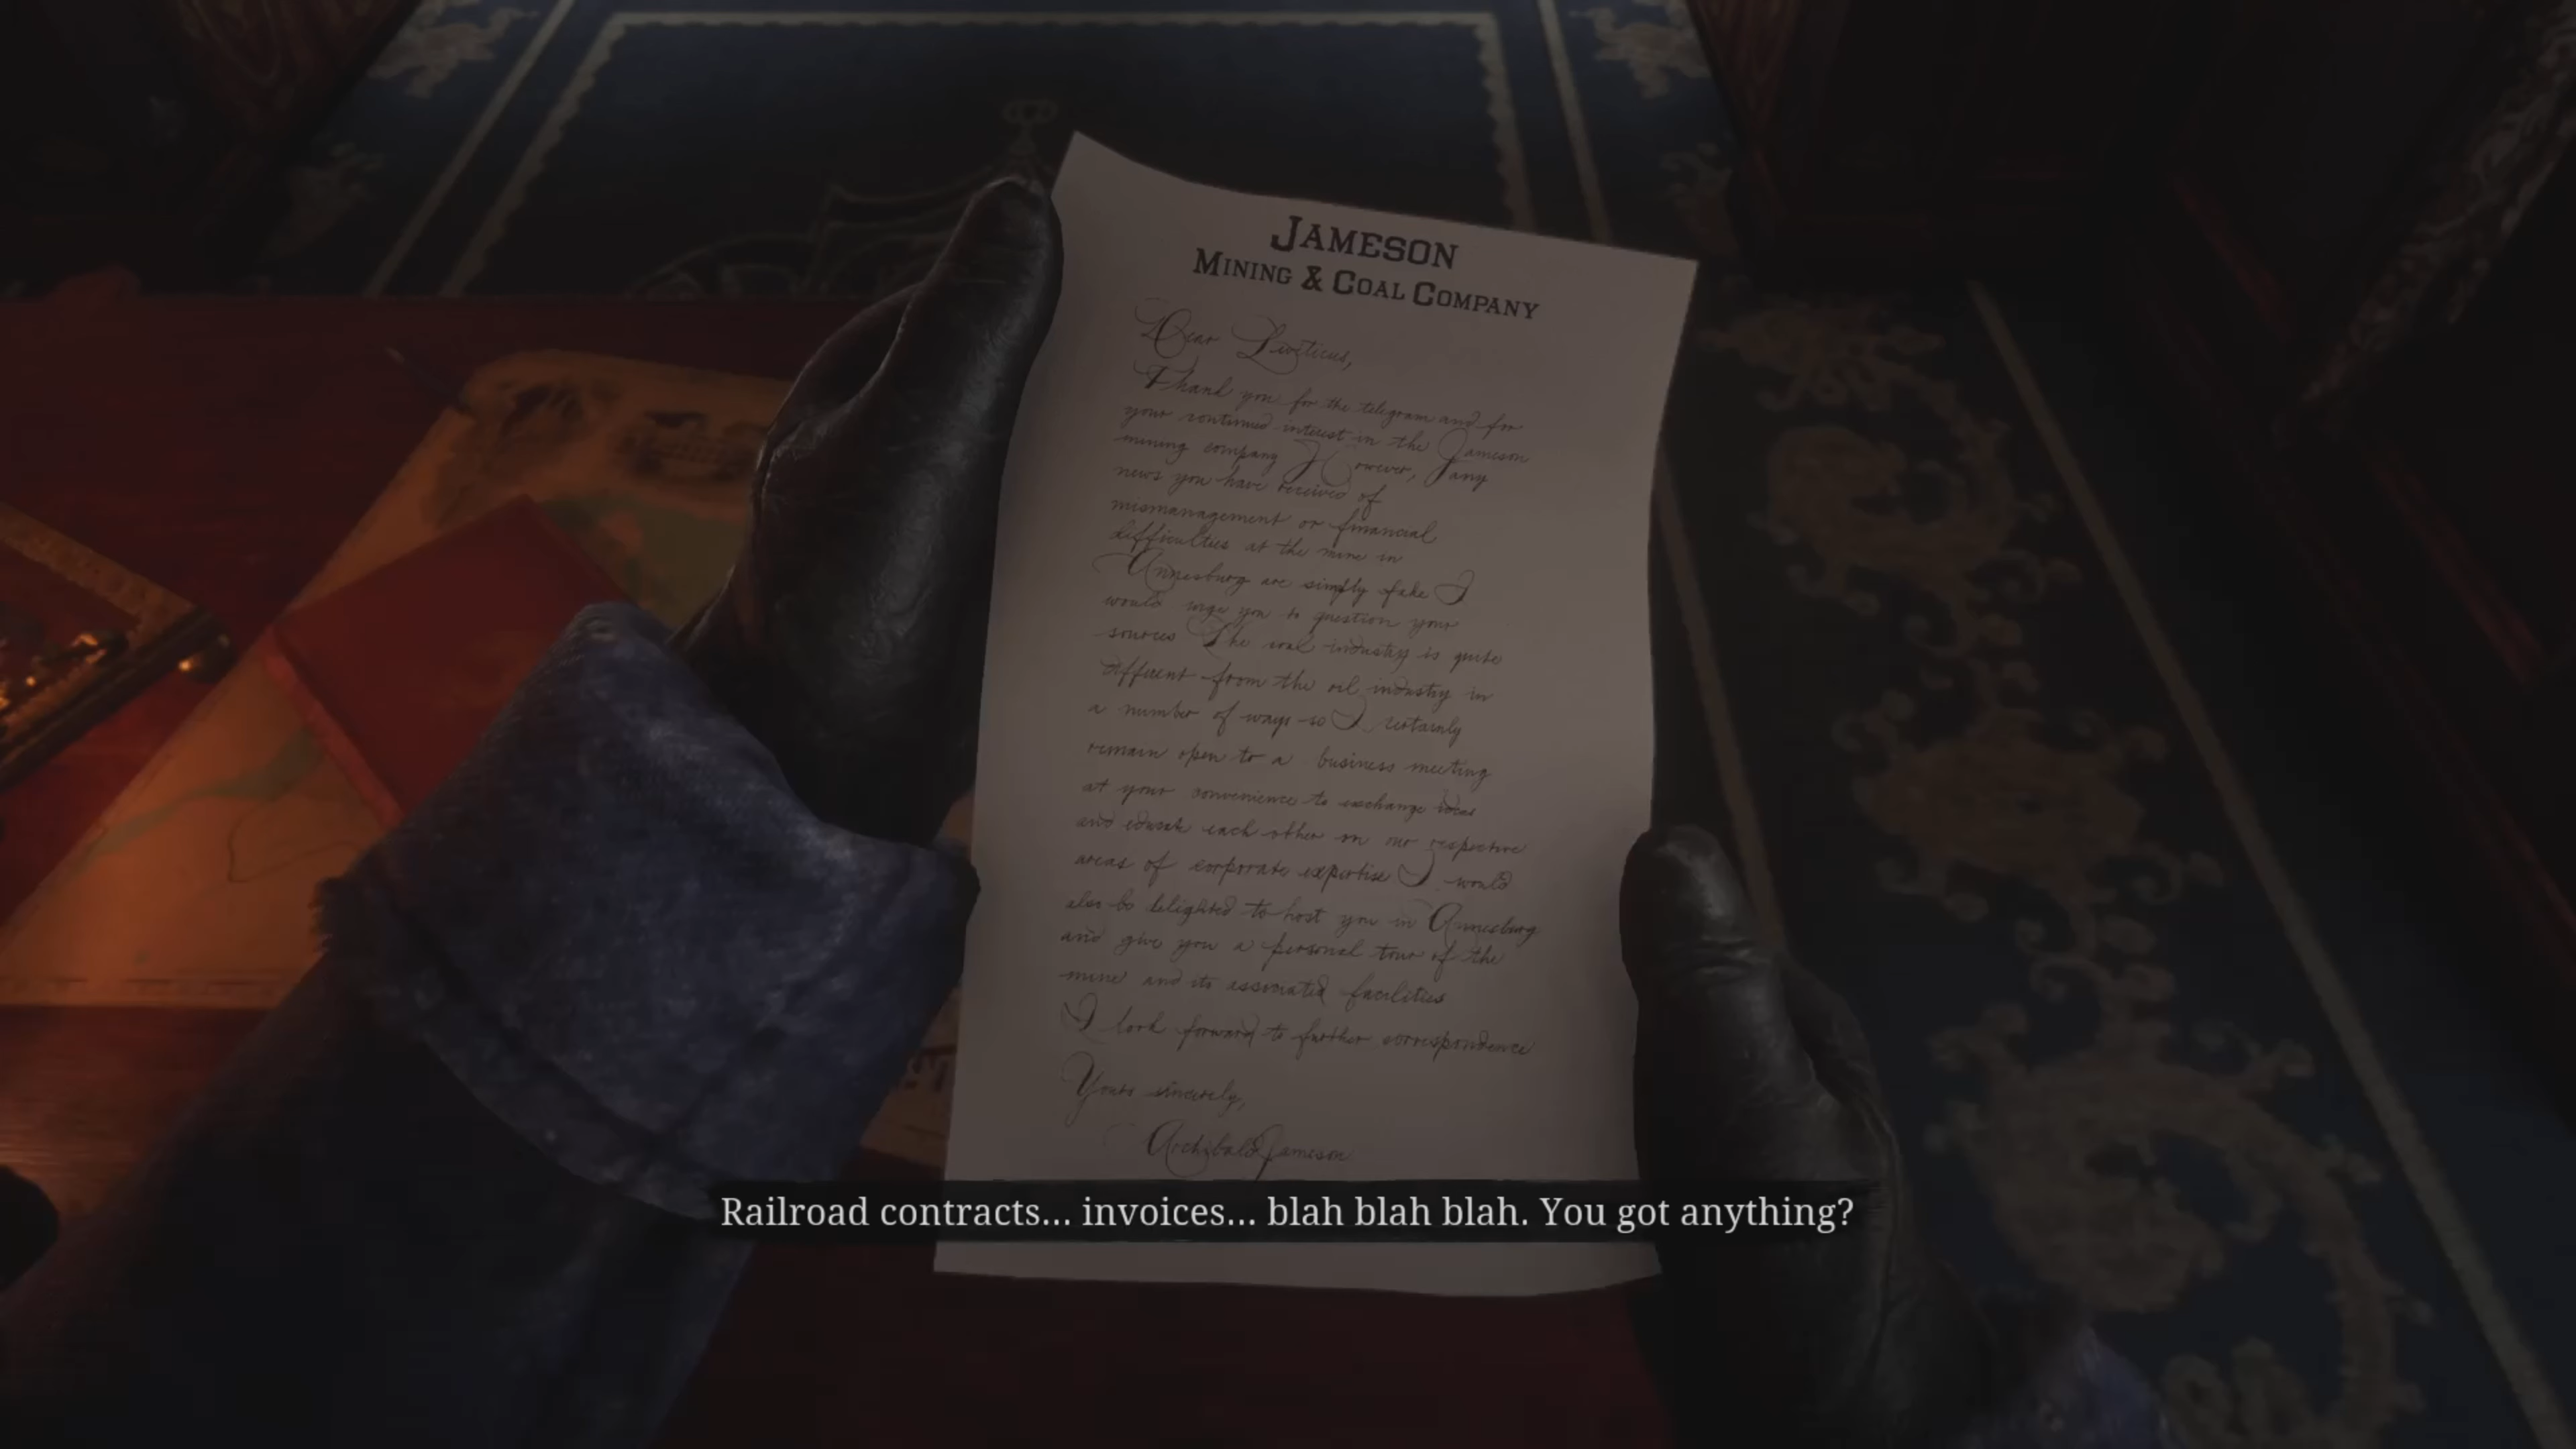 JAMESON
MINING & COAL COMPANY
Dear Leviticus,
Thank you for the telegram and for
your continued interest in the Jameson
mining company However, Jany
news you have received of
mismanagement or financial
difficulties at the mine in
Annesburg are simply fake I
would urge you to question your
sources The coal industry is quite
different from the oil industry in
a number of ways so I certainly
remain open to a business meeting
at your convenience to exchange ideas
and educate each other on our respective
areas of corporate expertise I would
also be delighted to host you in Annesburg
and give you a personal tour of the
mine and its associated facilities
I look forward to further correspondence
Yours sincerely,
Archibald Jameson
Railroad contracts... invoices... blah blah blah. You got anything?